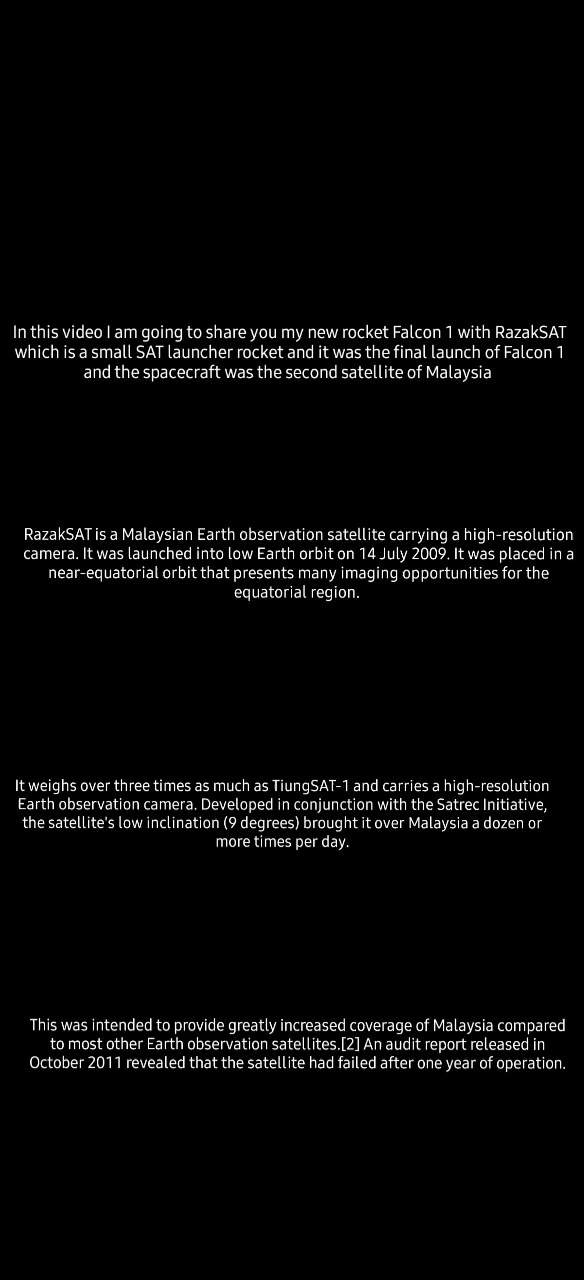 In this video I am going to share you my new rocket Falcon 1 with RazakSAT
which is a small SAT launcher rocket and it was the final launch of Falcon 1
and the spacecraft was the second satellite of Malaysia
RazakSAT is a Malaysian Earth observation satellite carrying a high-resolution
camera. It was launched into low Earth orbit on 14 July 2009. It was placed in a
near-equatorial orbit that presents many imaging opportunities for the
equatorial region.
It weighs over three times as much as TiungSAT-1 and carries a high-resolution
Earth observation camera. Developed in conjunction with the Satrec Initiative,
the satellite's low inclination (9 degrees) brought it over Malaysia a dozen or
more times per day.
This was intended to provide greatly increased coverage of Malaysia compared
to most other Earth observation satellites.[2] An audit report released in
October 2011 revealed that the satellite had failed after one year of operation.